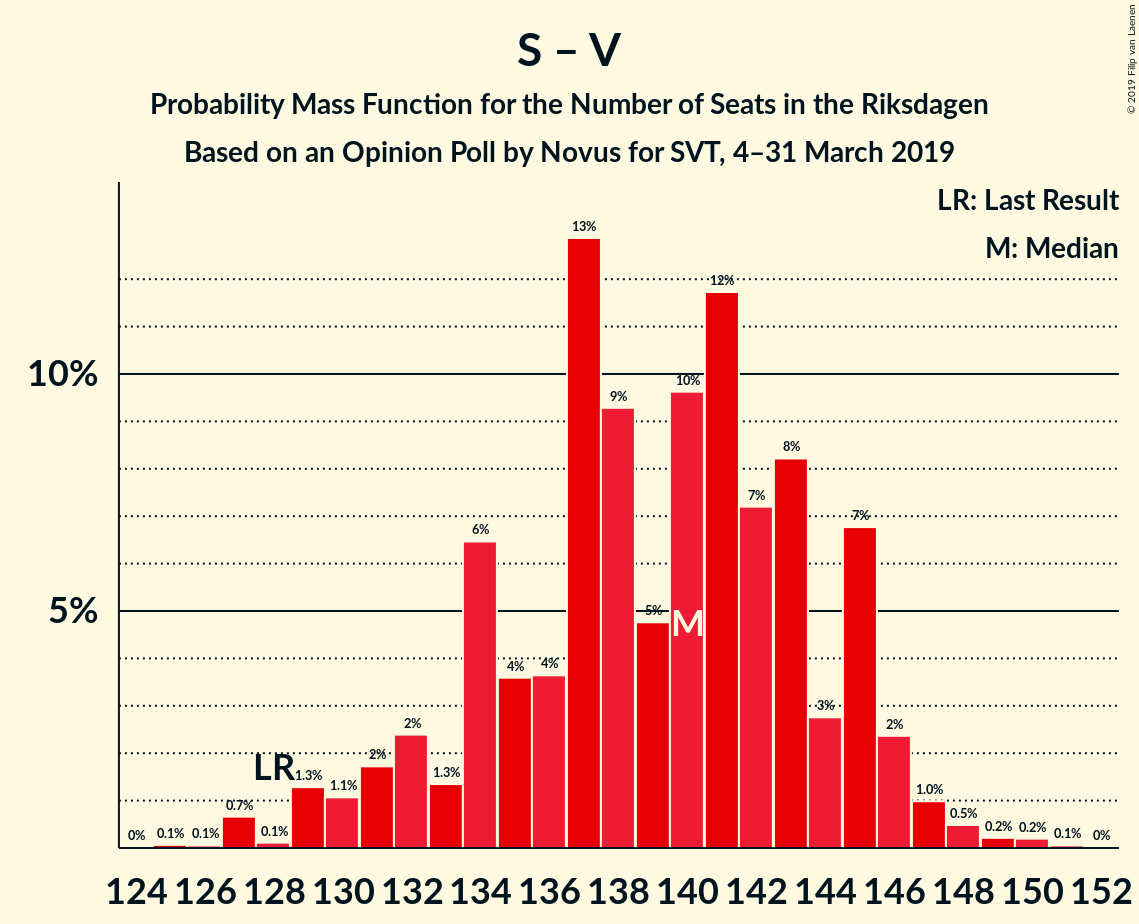 © 2019 Filip van Laenen
S – V
Probability Mass Function for the Number of Seats in the Riksdagen
Based on an Opinion Poll by Novus for SVT, 4–31 March 2019
LR: Last Result
M: Median
10%
5%
0% 0.1% 0.1% 0.7% 0.1% 1.3% 1.1% 2% 2% 1.3% 6% 4% 4% 13% 9% 5% 10% 12% 7% 8% 3% 7% 2% 1.0% 0.5% 0.2% 0.2% 0.1% 0%
LR
M
124 126 128 130 132 134 136 138 140 142 144 146 148 150 152